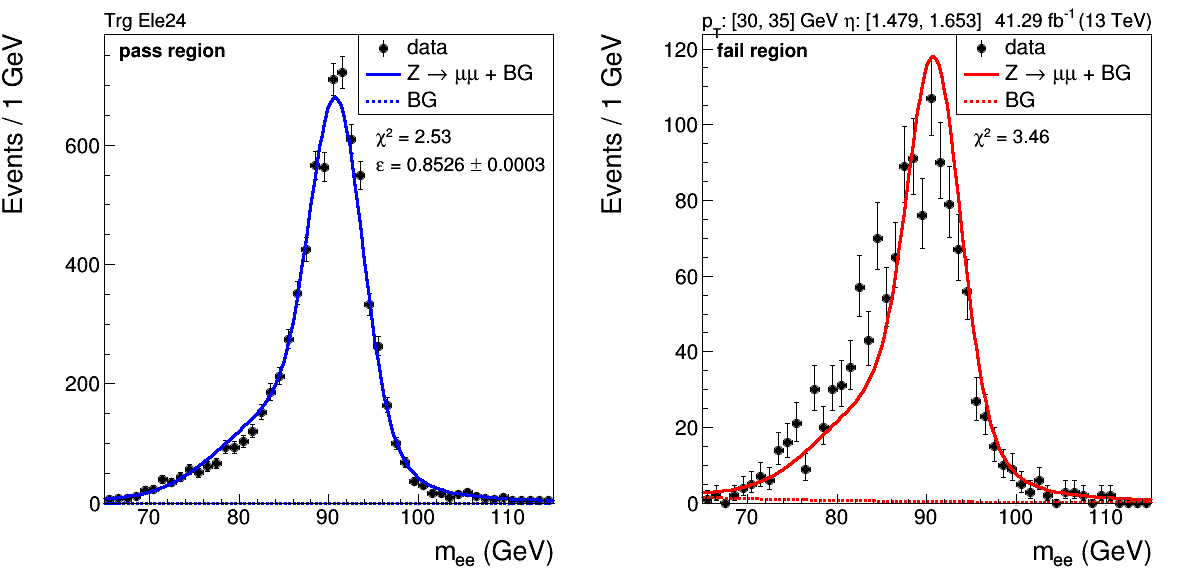 Trg Ele24
pass region
data
Z → μμ + BG
BG
χ² = 2.53
ε = 0.8526 ± 0.0003
Events / 1 GeV
600
400
200
0
70 80 90 100 110
m_ee (GeV)
p_T: [30, 35] GeV η: [1.479, 1.653] 41.29 fb⁻¹ (13 TeV)
fail region
data
Z → μμ + BG
BG
χ² = 3.46
Events / 1 GeV
120
100
80
60
40
20
0
70 80 90 100 110
m_ee (GeV)